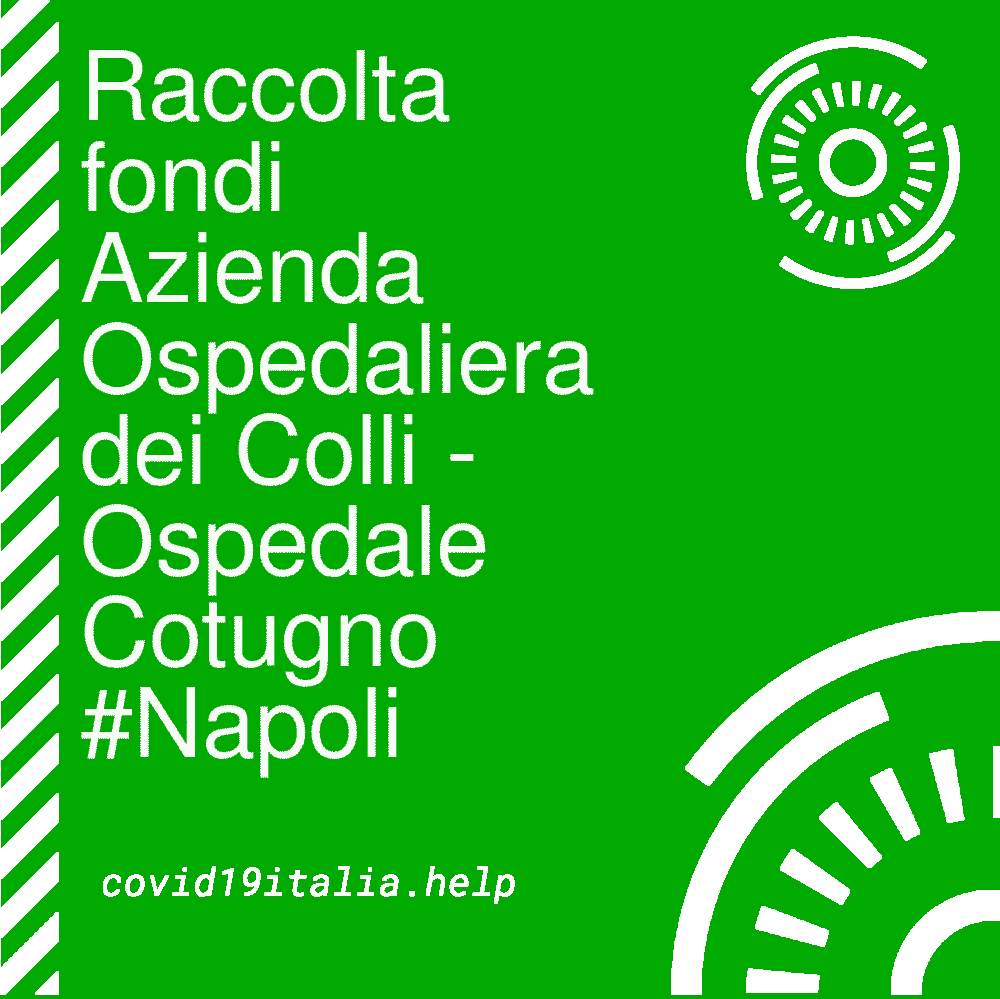 Raccolta
fondi
Azienda
Ospedaliera
dei Colli -
Ospedale
Cotugno
#Napoli
covid19italia.help